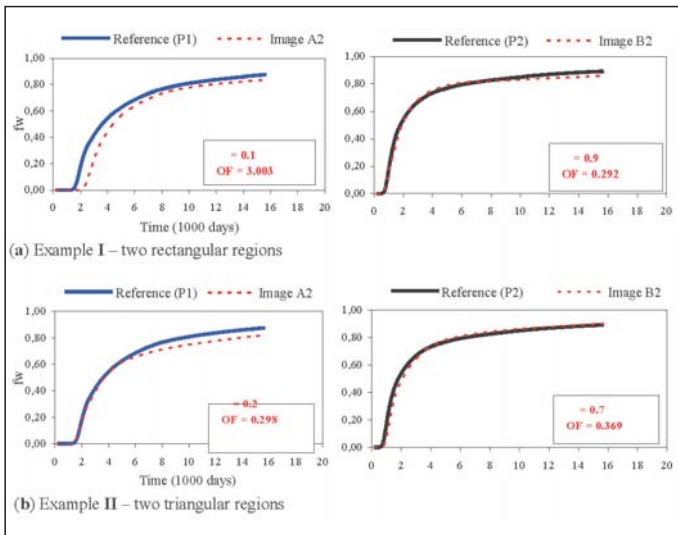 Reference (P1) Image A2
Reference (P2) Image B2
1,00
0,80
0,60
0,40
0,20
0,00
fw
= 0.1
OF = 3.003
0 2 4 6 8 10 12 14 16 18 20
Time (1000 days)
1,00
0,80
0,60
0,40
0,20
0,00
= 0.9
OF = 0.292
0 2 4 6 8 10 12 14 16 18 20
(a) Example I – two rectangular regions
Reference (P1) Image A2
Reference (P2) Image B2
1,00
0,80
0,60
0,40
0,20
0,00
fw
= 0.2
OF = 0.298
0 2 4 6 8 10 12 14 16 18 20
Time (1000 days)
1,00
0,80
0,60
0,40
0,20
0,00
= 0.7
OF = 0.369
0 2 4 6 8 10 12 14 16 18 20
(b) Example II – two triangular regions